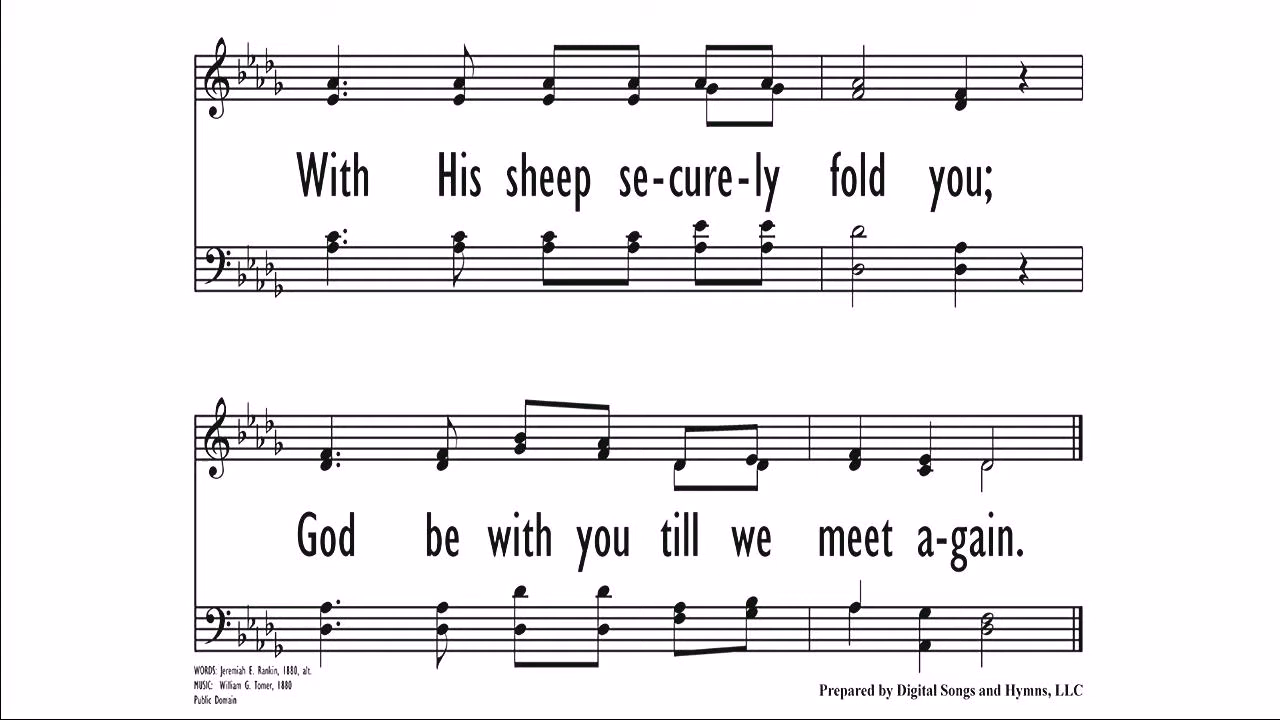 With His sheep se-cure-ly fold you;
God be with you till we meet a-gain.
WORDS: Jeremiah E. Rankin, 1880, alt.
MUSIC: William G. Tomer, 1880
Public Domain
Prepared by Digital Songs and Hymns, LLC